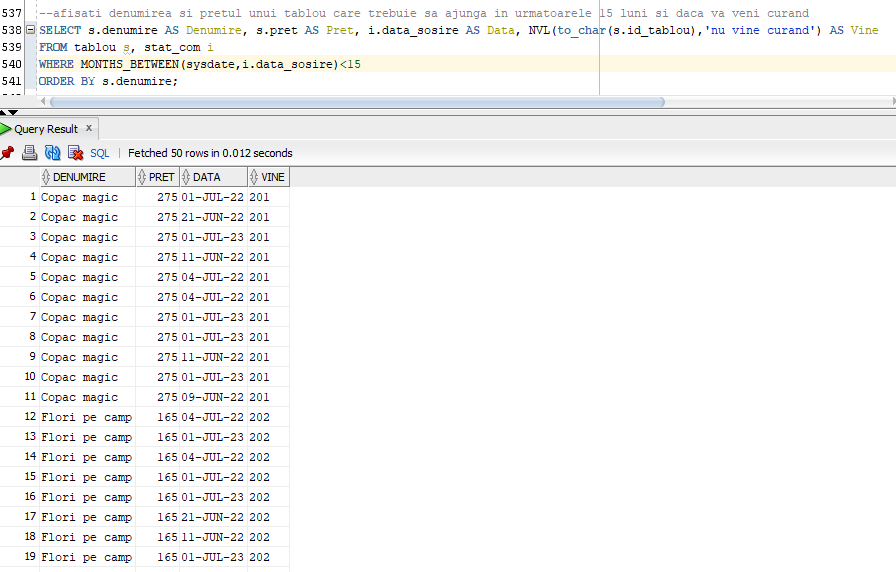 537 --afisati denumirea si pretul unui tablou care trebuie sa ajunga in urmatoarele 15 luni si daca va veni curand
538 SELECT s.denumire AS Denumire, s.pret AS Pret, i.data_sosire AS Data, NVL(to_char(s.id_tablou),'nu vine curand') AS Vine
539 FROM tablou s, stat_com i
540 WHERE MONTHS_BETWEEN(sysdate,i.data_sosire)<15
541 ORDER BY s.denumire;
Query Result x
SQL | Fetched 50 rows in 0.012 seconds
DENUMIRE PRET DATA VINE
1 Copac magic 275 01-JUL-22 201
2 Copac magic 275 21-JUN-22 201
3 Copac magic 275 01-JUL-23 201
4 Copac magic 275 11-JUN-22 201
5 Copac magic 275 04-JUL-22 201
6 Copac magic 275 04-JUL-22 201
7 Copac magic 275 01-JUL-23 201
8 Copac magic 275 01-JUL-23 201
9 Copac magic 275 11-JUN-22 201
10 Copac magic 275 01-JUL-23 201
11 Copac magic 275 09-JUN-22 201
12 Flori pe camp 165 04-JUL-22 202
13 Flori pe camp 165 01-JUL-23 202
14 Flori pe camp 165 04-JUL-22 202
15 Flori pe camp 165 01-JUL-22 202
16 Flori pe camp 165 01-JUL-23 202
17 Flori pe camp 165 21-JUN-22 202
18 Flori pe camp 165 11-JUN-22 202
19 Flori pe camp 165 01-JUL-23 202